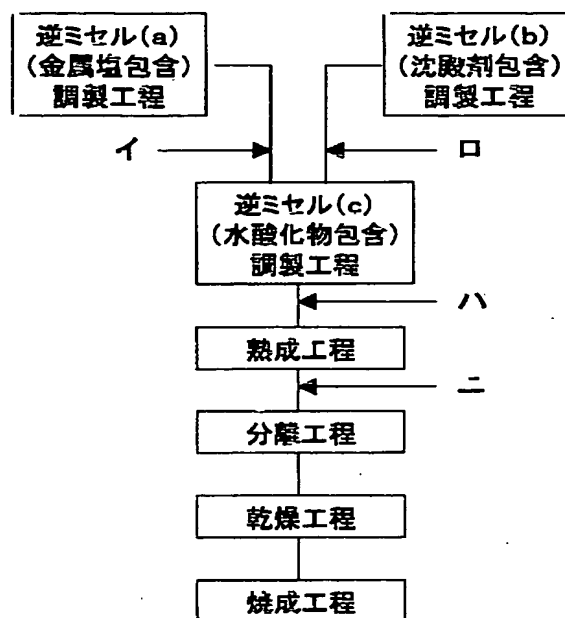 逆ミセル(a)
(金属塩包含)
調製工程
逆ミセル(b)
(沈殿剤包含)
調製工程
イ
ロ
逆ミセル(c)
(水酸化物包含)
調製工程
ハ
熟成工程
ニ
分離工程
乾燥工程
焼成工程